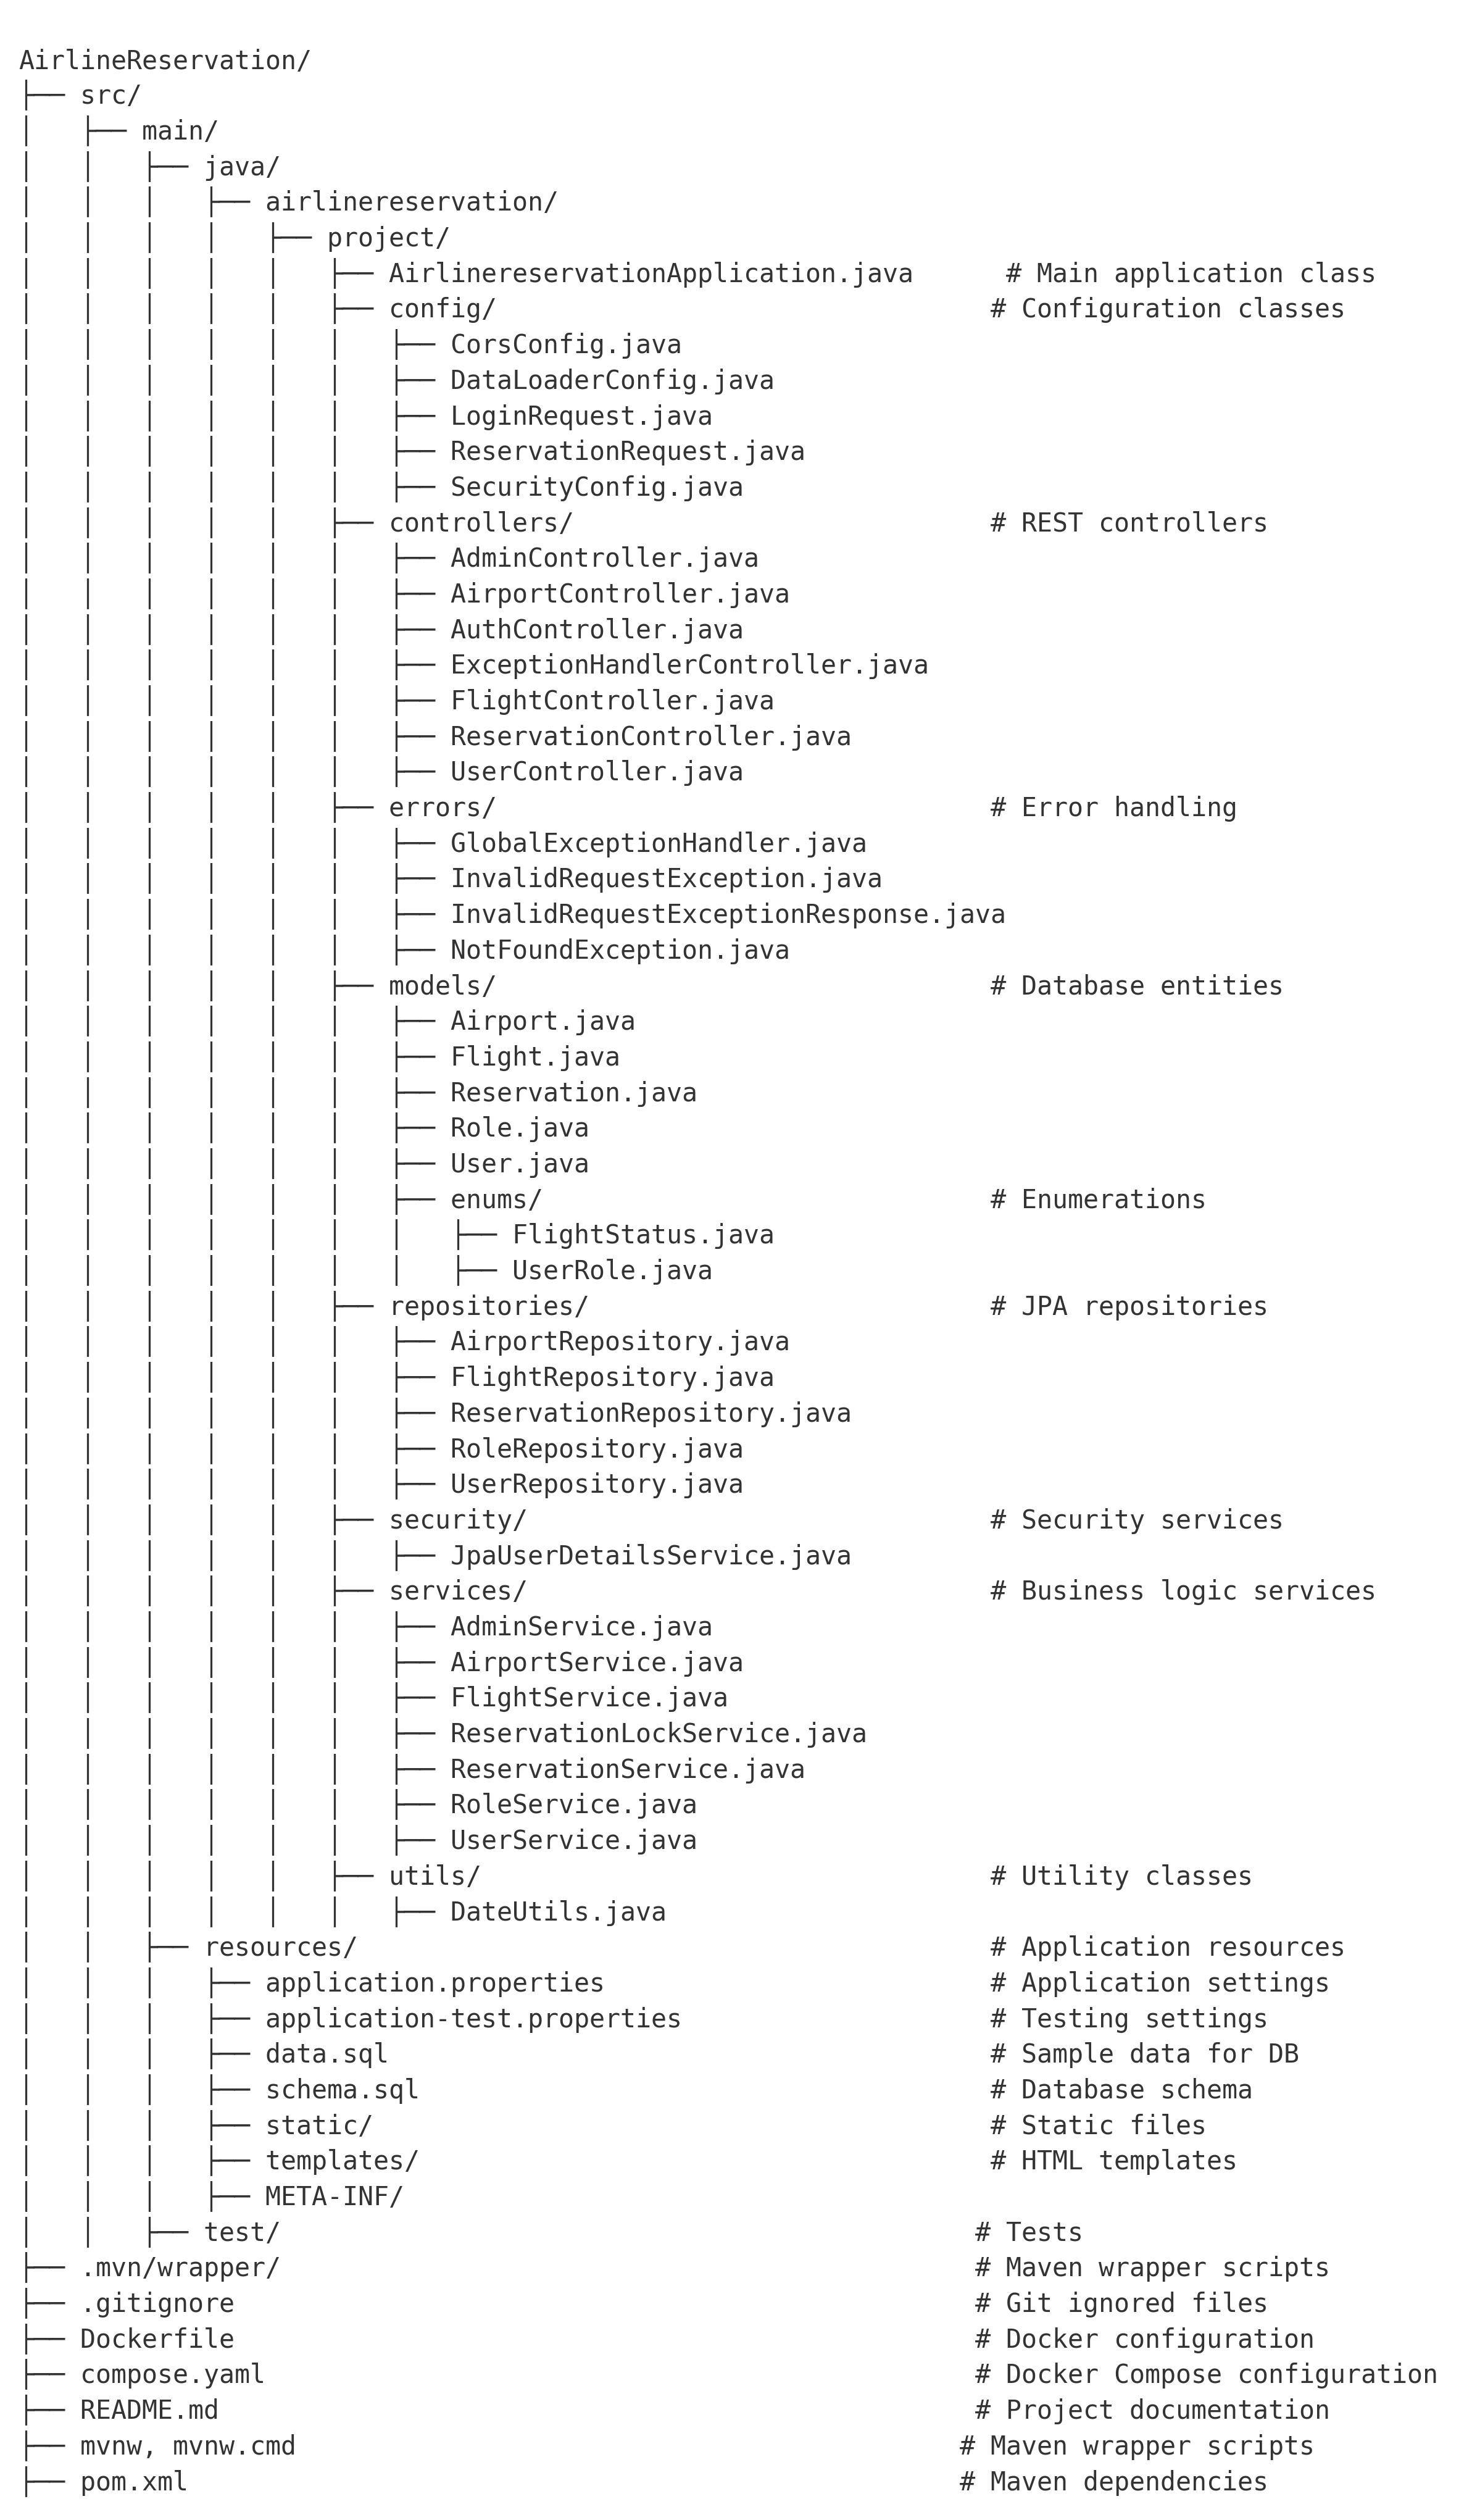 AirlineReservation/
├── src/
│   ├── main/
│   │   ├── java/
│   │   │   ├── airlinereservation/
│   │   │   │   ├── project/
│   │   │   │   │   ├── AirlinereservationApplication.java      # Main application class
│   │   │   │   │   ├── config/                                # Configuration classes
│   │   │   │   │   │   ├── CorsConfig.java
│   │   │   │   │   │   ├── DataLoaderConfig.java
│   │   │   │   │   │   ├── LoginRequest.java
│   │   │   │   │   │   ├── ReservationRequest.java
│   │   │   │   │   │   ├── SecurityConfig.java
│   │   │   │   │   ├── controllers/                           # REST controllers
│   │   │   │   │   │   ├── AdminController.java
│   │   │   │   │   │   ├── AirportController.java
│   │   │   │   │   │   ├── AuthController.java
│   │   │   │   │   │   ├── ExceptionHandlerController.java
│   │   │   │   │   │   ├── FlightController.java
│   │   │   │   │   │   ├── ReservationController.java
│   │   │   │   │   │   ├── UserController.java
│   │   │   │   │   ├── errors/                                # Error handling
│   │   │   │   │   │   ├── GlobalExceptionHandler.java
│   │   │   │   │   │   ├── InvalidRequestException.java
│   │   │   │   │   │   ├── InvalidRequestExceptionResponse.java
│   │   │   │   │   │   ├── NotFoundException.java
│   │   │   │   │   ├── models/                                # Database entities
│   │   │   │   │   │   ├── Airport.java
│   │   │   │   │   │   ├── Flight.java
│   │   │   │   │   │   ├── Reservation.java
│   │   │   │   │   │   ├── Role.java
│   │   │   │   │   │   ├── User.java
│   │   │   │   │   │   ├── enums/                             # Enumerations
│   │   │   │   │   │   │   ├── FlightStatus.java
│   │   │   │   │   │   │   ├── UserRole.java
│   │   │   │   │   ├── repositories/                          # JPA repositories
│   │   │   │   │   │   ├── AirportRepository.java
│   │   │   │   │   │   ├── FlightRepository.java
│   │   │   │   │   │   ├── ReservationRepository.java
│   │   │   │   │   │   ├── RoleRepository.java
│   │   │   │   │   │   ├── UserRepository.java
│   │   │   │   │   ├── security/                              # Security services
│   │   │   │   │   │   ├── JpaUserDetailsService.java
│   │   │   │   │   ├── services/                              # Business logic services
│   │   │   │   │   │   ├── AdminService.java
│   │   │   │   │   │   ├── AirportService.java
│   │   │   │   │   │   ├── FlightService.java
│   │   │   │   │   │   ├── ReservationLockService.java
│   │   │   │   │   │   ├── ReservationService.java
│   │   │   │   │   │   ├── RoleService.java
│   │   │   │   │   │   ├── UserService.java
│   │   │   │   │   ├── utils/                                 # Utility classes
│   │   │   │   │   │   ├── DateUtils.java
│   │   ├── resources/                                         # Application resources
│   │   │   ├── application.properties                         # Application settings
│   │   │   ├── application-test.properties                    # Testing settings
│   │   │   ├── data.sql                                       # Sample data for DB
│   │   │   ├── schema.sql                                     # Database schema
│   │   │   ├── static/                                        # Static files
│   │   │   ├── templates/                                     # HTML templates
│   │   │   ├── META-INF/
│   │   ├── test/                                             # Tests
├── .mvn/wrapper/                                             # Maven wrapper scripts
├── .gitignore                                                # Git ignored files
├── Dockerfile                                                # Docker configuration
├── compose.yaml                                              # Docker Compose configuration
├── README.md                                                 # Project documentation
├── mvnw, mvnw.cmd                                           # Maven wrapper scripts
├── pom.xml                                                  # Maven dependencies